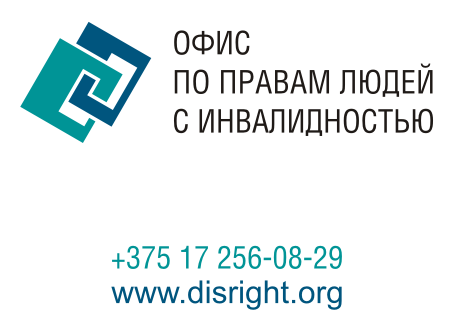 ОФИС
ПО ПРАВАМ ЛЮДЕЙ
С ИНВАЛИДНОСТЬЮ
+375 17 256-08-29
www.disright.org